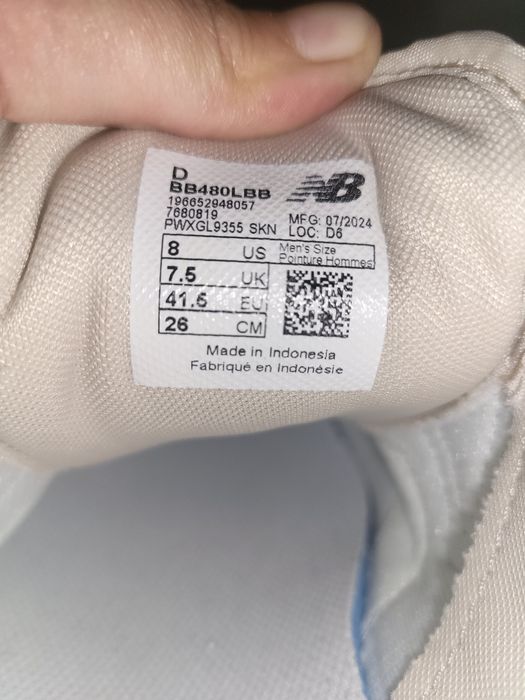 D
BB480LBB
NB
196652948057
7680819
MFG: 07/2024
PWXGL9355 SKN
LOC: D6
8 US
Men's Size
Pointure Hommes
7.5 UK
41.5 EU
26 CM
Made in Indonesia
Fabriqué en Indonésie